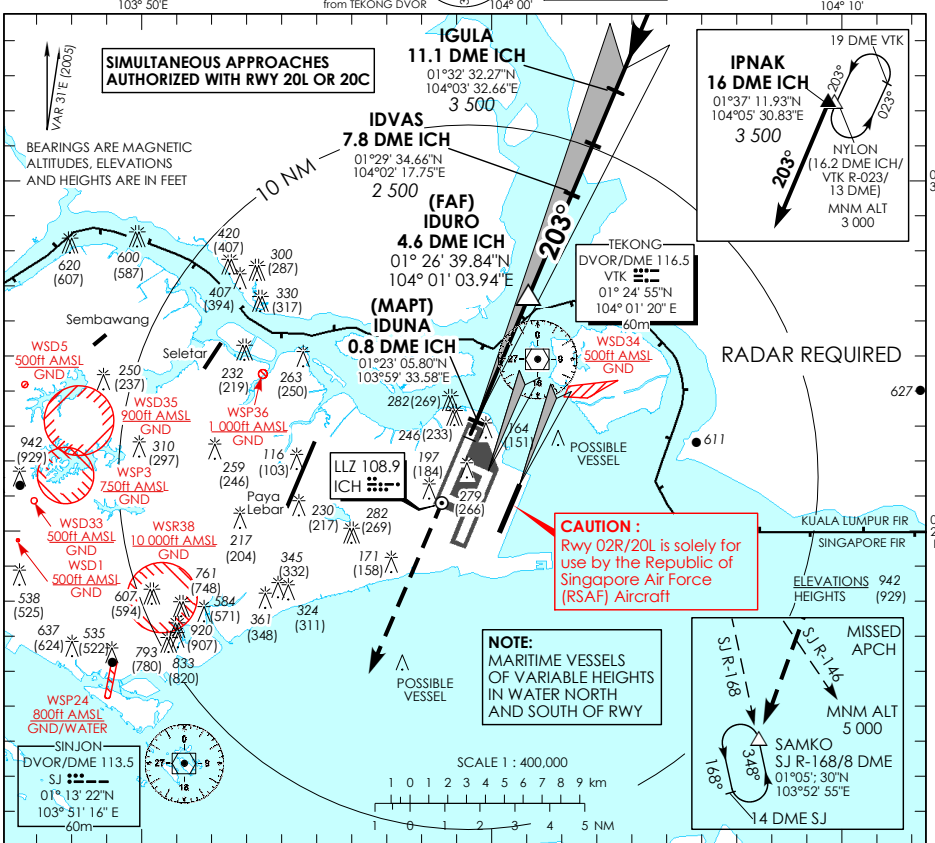 103° 50'E
from TEKONG DVOR
104° 00'
104° 10'
VAR 31'E (2005)
SIMULTANEOUS APPROACHES
AUTHORIZED WITH RWY 20L OR 20C
BEARINGS ARE MAGNETIC
ALTITUDES, ELEVATIONS
AND HEIGHTS ARE IN FEET
IGULA
11.1 DME ICH
01°32' 32.27"N
104°03' 32.66"E
3 500
IDVAS
7.8 DME ICH
01°29' 34.66"N
104°02' 17.75"E
2 500
(FAF)
IDURO
4.6 DME ICH
01° 26' 39.84"N
104° 01' 03.94"E
(MAPT)
IDUNA
0.8 DME ICH
01°23' 05.80"N
103°59' 33.58"E
203°
10 NM
19 DME VTK
IPNAK
16 DME ICH
01°37' 11.93"N
104°05' 30.83"E
3 500
203°
023°
203°
NYLON
(16.2 DME ICH/
VTK R-023/
13 DME)
MNM ALT
3 000
TEKONG
DVOR/DME 116.5
VTK
01° 24' 55"N
104° 01' 20" E
60m
0
9
18
27
WSD34
500ft AMSL
GND
RADAR REQUIRED
627
611
620
(607)
600
(587)
420
(407)
300
(287)
407
(394)
330
(317)
Sembawang
Seletar
WSD5
500ft AMSL
GND
250
(237)
WSD35
900ft AMSL
GND
232
(219)
WSP36
1 000ft AMSL
GND
263
(250)
282(269)
246 (233)
164
(151)
POSSIBLE
VESSEL
942
(929)
310
(297)
WSP3
750ft AMSL
GND
259
(246)
116
(103)
Paya
Lebar
LLZ 108.9
ICH
197
(184)
279
(266)
WSD33
500ft AMSL
GND
WSD1
500ft AMSL
GND
WSR38
10 000ft AMSL
GND
217
(204)
230
(217)
282
(269)
171
(158)
CAUTION :
Rwy 02R/20L is solely for
use by the Republic of
Singapore Air Force
(RSAF) Aircraft
KUALA LUMPUR FIR
SINGAPORE FIR
538
(525)
607
(594)
761
(748)
345
(332)
584
(571)
361
(348)
324
(311)
ELEVATIONS 942
HEIGHTS (929)
637
(624)
535
(522)
793
(780)
920
(907)
833
(820)
WSP24
800ft AMSL
GND/WATER
POSSIBLE
VESSEL
NOTE:
MARITIME VESSELS
OF VARIABLE HEIGHTS
IN WATER NORTH
AND SOUTH OF RWY
SINJON
DVOR/DME 113.5
SJ
01° 13' 22"N
103° 51' 16" E
60m
0
9
18
27
SCALE 1 : 400,000
1 0 1 2 3 4 5 6 7 8 9 km
1 0 1 2 3 4 5 NM
MISSED
APCH
SJ R-168
SJ R-146
MNM ALT
5 000
SAMKO
SJ R-168/8 DME
01°05'; 30"N
103°52' 55"E
348°
168°
14 DME SJ